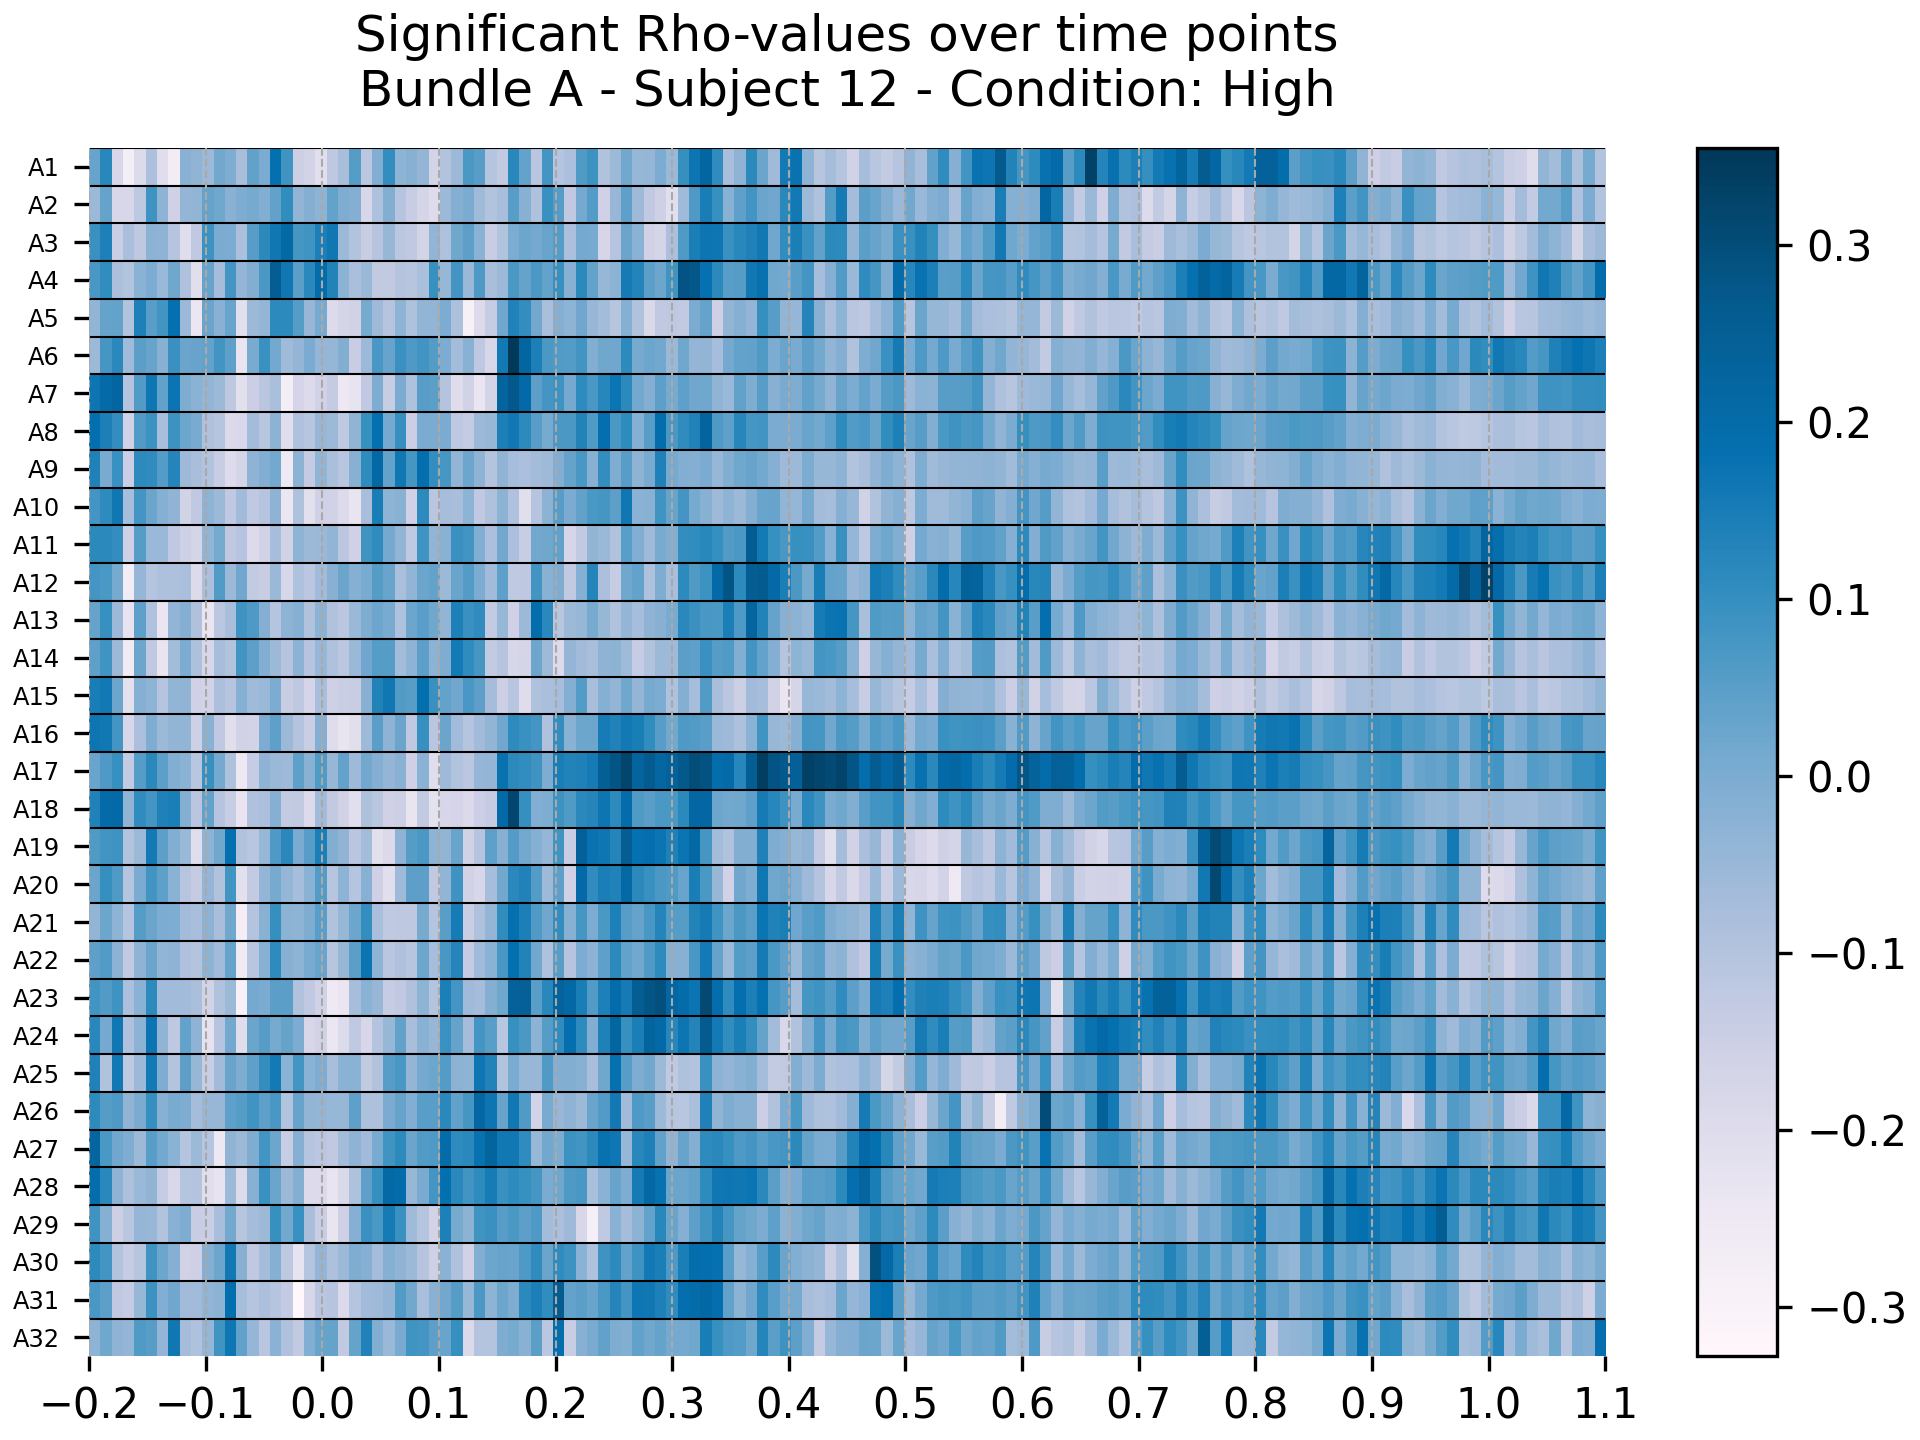 Significant Rho-values over time points
Bundle A - Subject 12 - Condition: High
A1
A2
A3
A4
A5
A6
A7
A8
A9
A10
A11
A12
A13
A14
A15
A16
A17
A18
A19
A20
A21
A22
A23
A24
A25
A26
A27
A28
A29
A30
A31
A32
−0.2 −0.1 0.0 0.1 0.2 0.3 0.4 0.5 0.6 0.7 0.8 0.9 1.0 1.1
0.3
0.2
0.1
0.0
−0.1
−0.2
−0.3